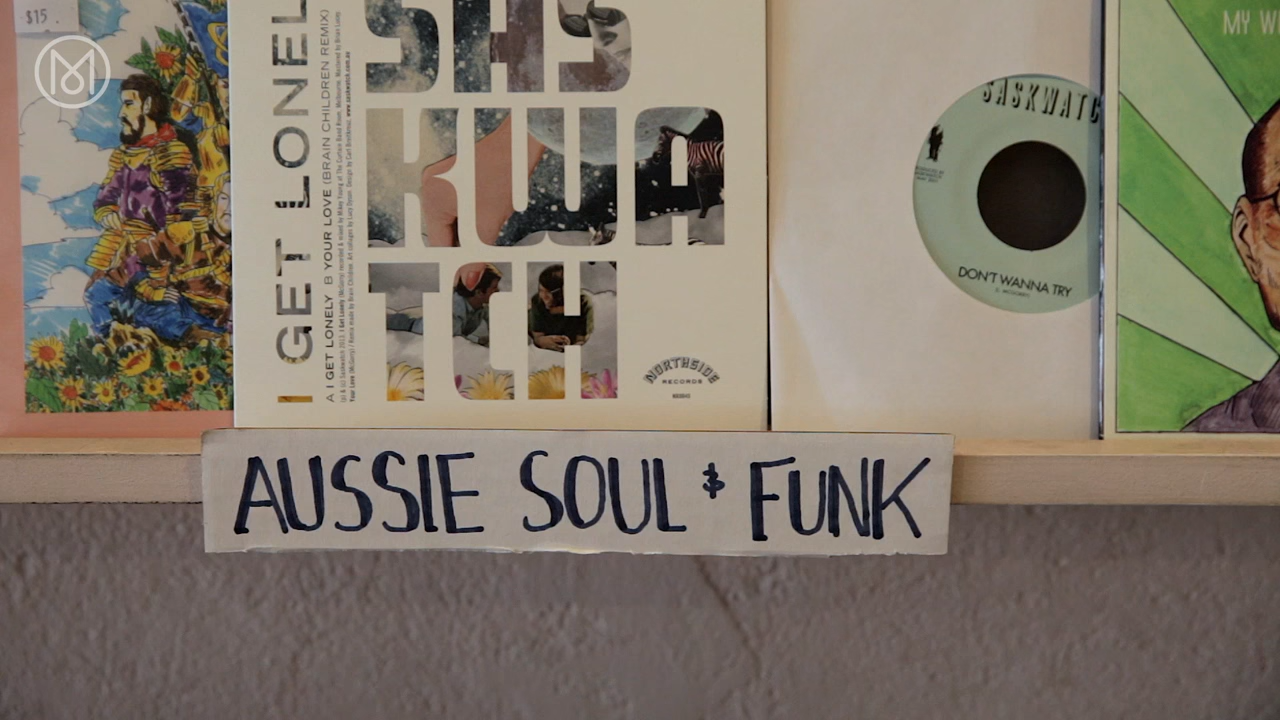 $15
I GET LONEL
A I GET LONELY B YOUR LOVE (BRAIN CHILDREN REMIX)
SAS
KWA
TCH
NORTHSIDE
RECORDS
SASKWATC
DON'T WANNA TRY
MY W
AUSSIE SOUL & FUNK